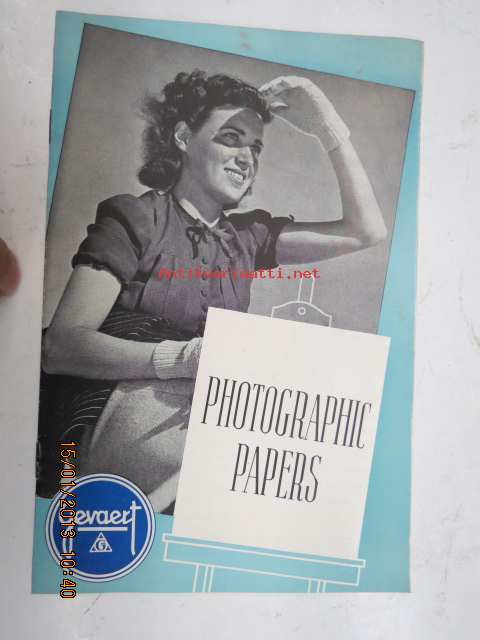 Antikvariaatti.net
PHOTOGRAPHIC
PAPERS
Gevaert
G
15/01/2013 10:40